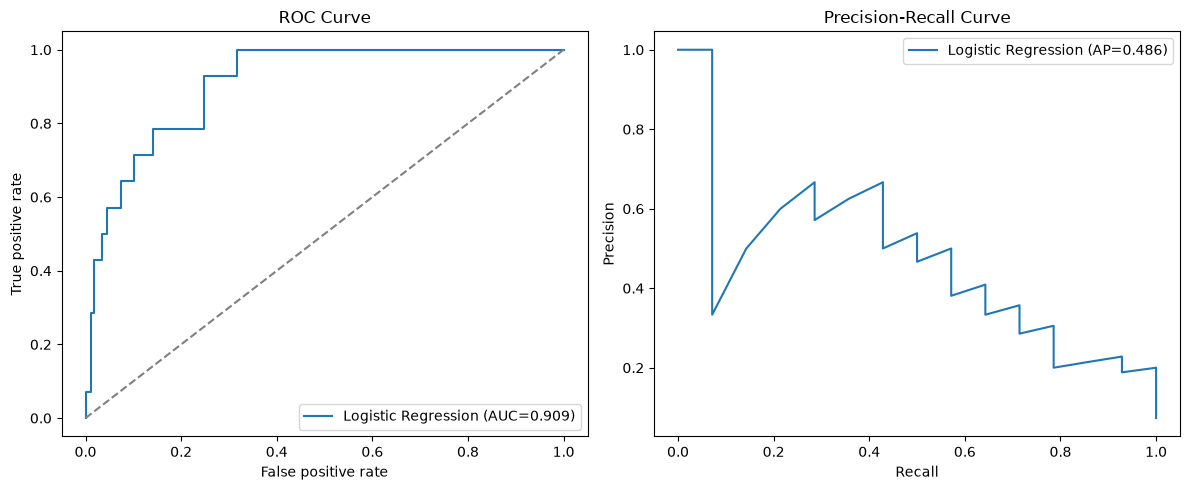 ROC Curve
1.0
0.8
0.6
0.4
0.2
0.0
True positive rate
Logistic Regression (AUC=0.909)
0.0 0.2 0.4 0.6 0.8 1.0
False positive rate
Precision-Recall Curve
Logistic Regression (AP=0.486)
1.0
0.8
0.6
0.4
0.2
Precision
0.0 0.2 0.4 0.6 0.8 1.0
Recall